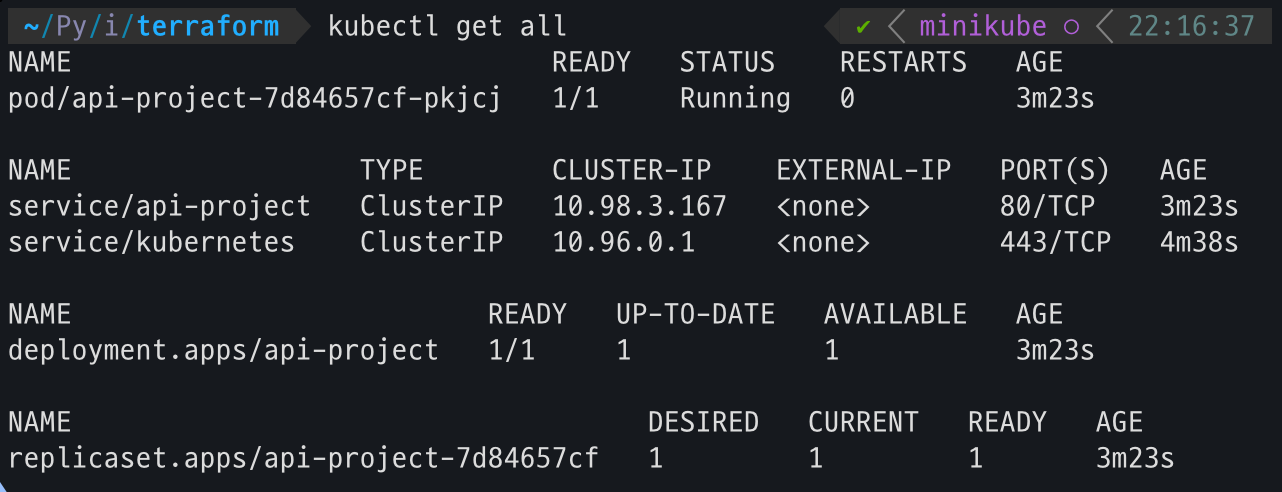 ~/Py/i/terraform kubectl get all ✔ minikube ○ 22:16:37
NAME READY STATUS RESTARTS AGE
pod/api-project-7d84657cf-pkjcj 1/1 Running 0 3m23s
NAME TYPE CLUSTER-IP EXTERNAL-IP PORT(S) AGE
service/api-project ClusterIP 10.98.3.167 <none> 80/TCP 3m23s
service/kubernetes ClusterIP 10.96.0.1 <none> 443/TCP 4m38s
NAME READY UP-TO-DATE AVAILABLE AGE
deployment.apps/api-project 1/1 1 1 3m23s
NAME DESIRED CURRENT READY AGE
replicaset.apps/api-project-7d84657cf 1 1 1 3m23s